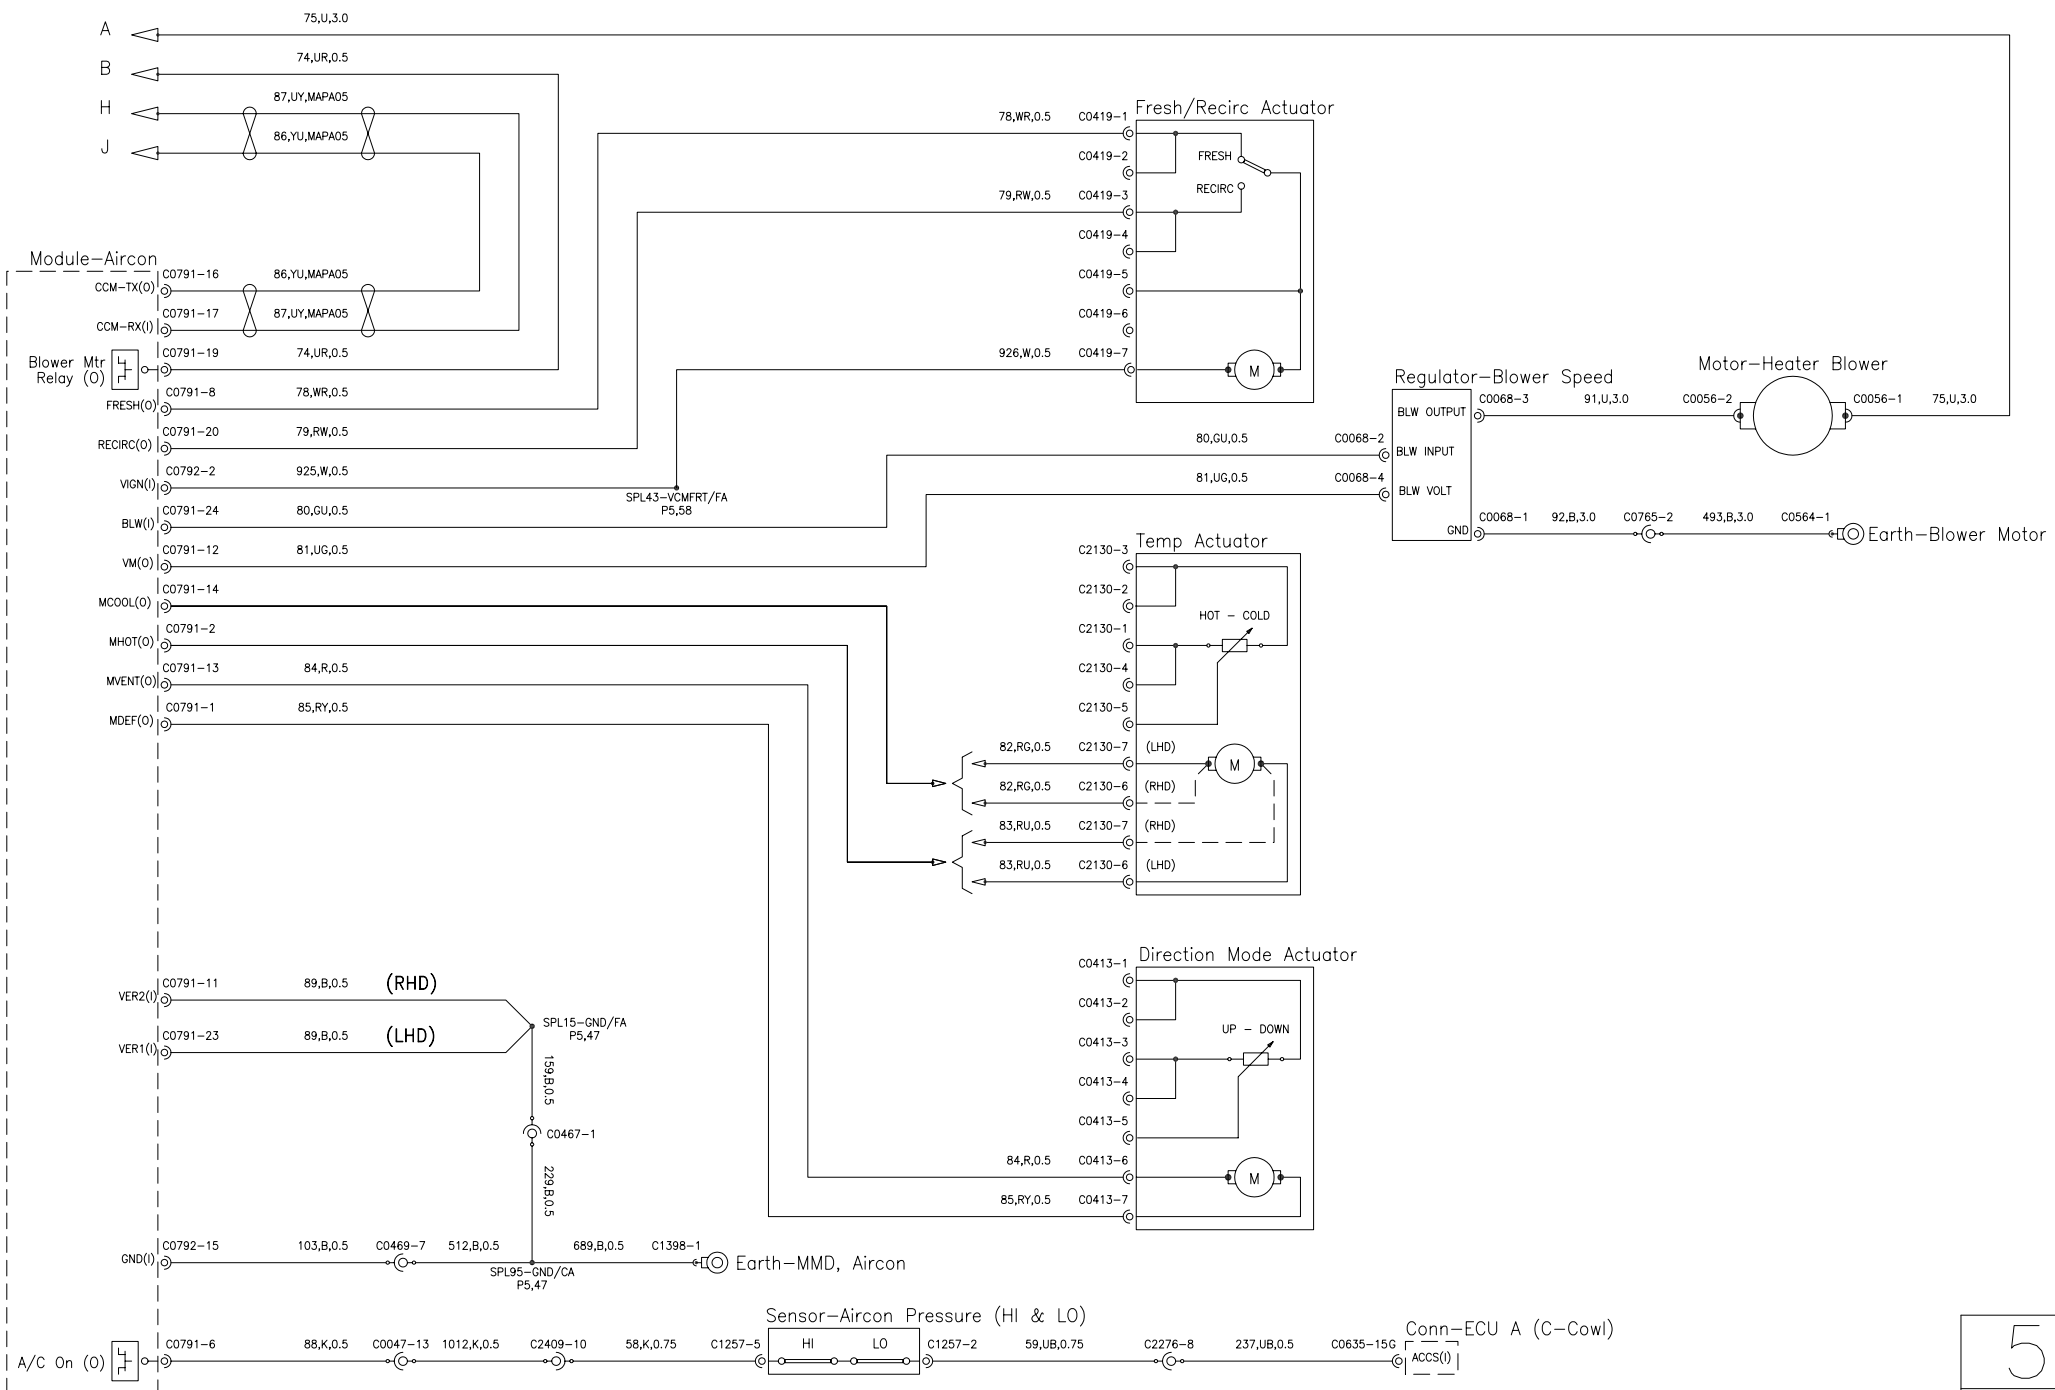 A
75,U,3.0
B
74,UR,0.5
H
87,UY,MAPA05
J
86,YU,MAPA05
Module-Aircon
CCM-TX(O)
C0791-16
86,YU,MAPA05
CCM-RX(I)
C0791-17
87,UY,MAPA05
Blower Mtr
Relay (O)
C0791-19
74,UR,0.5
FRESH(O)
C0791-8
78,WR,0.5
RECIRC(O)
C0791-20
79,RW,0.5
VIGN(I)
C0792-2
925,W,0.5
SPL43-VCMFRT/FA
P5,58
BLW(I)
C0791-24
80,GU,0.5
VM(O)
C0791-12
81,UG,0.5
MCOOL(O)
C0791-14
MHOT(O)
C0791-2
MVENT(O)
C0791-13
84,R,0.5
MDEF(O)
C0791-1
85,RY,0.5
VER2(I)
C0791-11
89,B,0.5
(RHD)
VER1(I)
C0791-23
89,B,0.5
(LHD)
SPL15-GND/FA
P5,47
159,B,0.5
C0467-1
229,B,0.5
GND(I)
C0792-15
103,B,0.5
C0469-7
512,B,0.5
SPL95-GND/CA
P5,47
689,B,0.5
C1398-1
Earth-MMD, Aircon
A/C On (O)
C0791-6
88,K,0.5
C0047-13
1012,K,0.5
C2409-10
58,K,0.75
C1257-5
Sensor-Aircon Pressure (HI & LO)
HI
LO
C1257-2
59,UB,0.75
C2276-8
237,UB,0.5
C0635-15G
Conn-ECU A (C-Cowl)
ACCS(I)
Fresh/Recirc Actuator
78,WR,0.5
C0419-1
C0419-2
FRESH
79,RW,0.5
C0419-3
RECIRC
C0419-4
C0419-5
C0419-6
926,W,0.5
C0419-7
M
Regulator-Blower Speed
BLW OUTPUT
C0068-3
91,U,3.0
C0056-2
Motor-Heater Blower
C0056-1
75,U,3.0
80,GU,0.5
C0068-2
BLW INPUT
81,UG,0.5
C0068-4
BLW VOLT
GND
C0068-1
92,B,3.0
C0765-2
493,B,3.0
C0564-1
Earth-Blower Motor
Temp Actuator
C2130-3
C2130-2
HOT - COLD
C2130-1
C2130-4
C2130-5
82,RG,0.5
C2130-7
(LHD)
M
82,RG,0.5
C2130-6
(RHD)
83,RU,0.5
C2130-7
(RHD)
83,RU,0.5
C2130-6
(LHD)
Direction Mode Actuator
C0413-1
C0413-2
UP - DOWN
C0413-3
C0413-4
C0413-5
84,R,0.5
C0413-6
M
85,RY,0.5
C0413-7
5